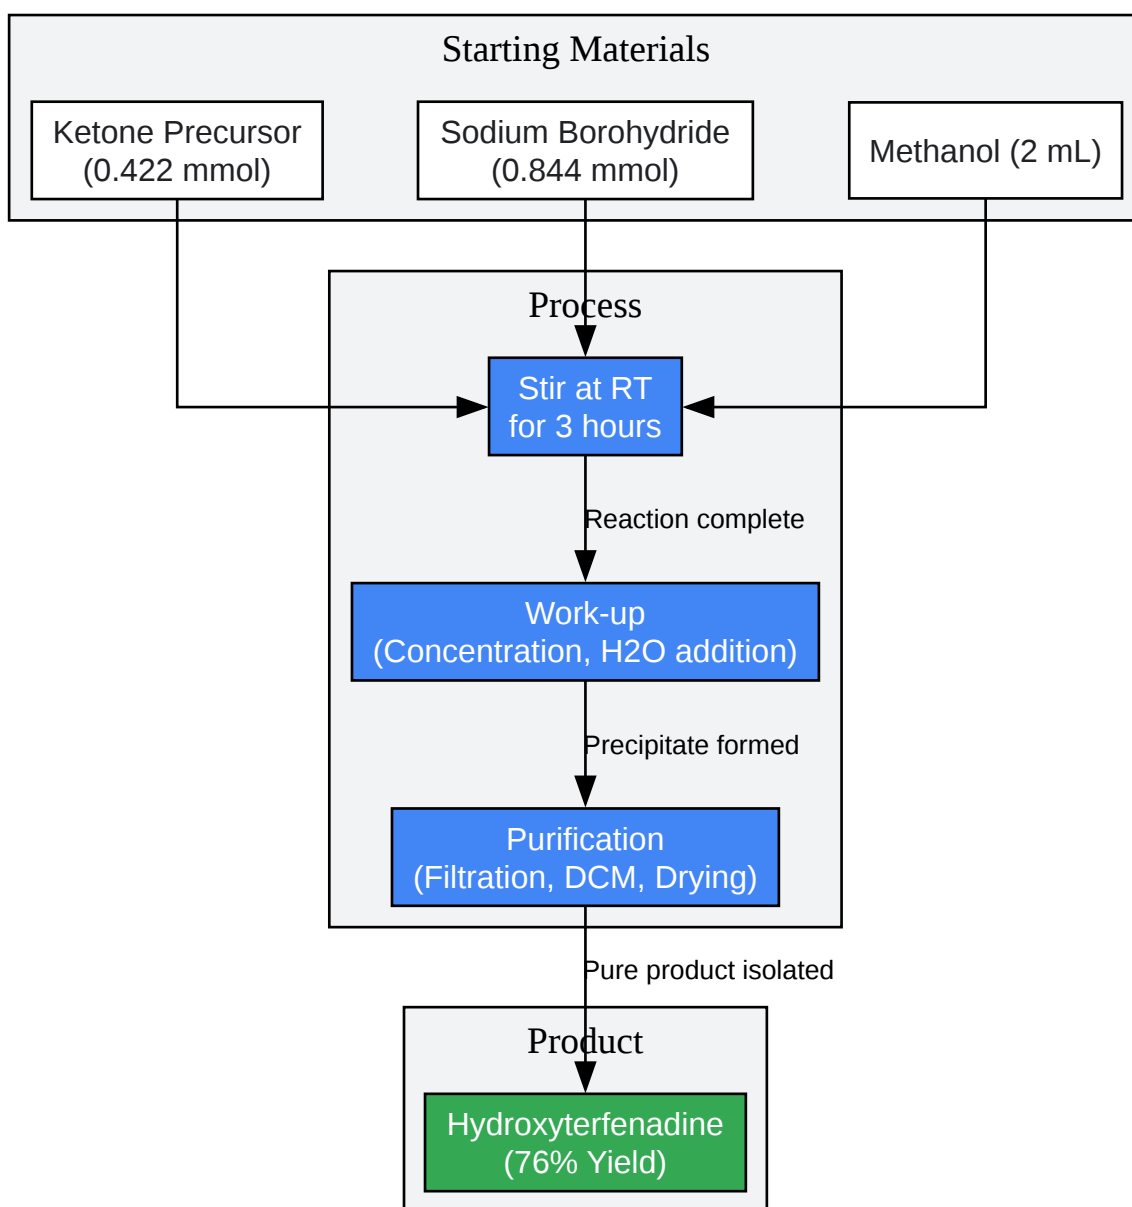 Starting Materials
Ketone Precursor
(0.422 mmol)
Sodium Borohydride
(0.844 mmol)
Methanol (2 mL)
Process
Stir at RT
for 3 hours
Reaction complete
Work-up
(Concentration, H2O addition)
Precipitate formed
Purification
(Filtration, DCM, Drying)
Pure product isolated
Product
Hydroxyterfenadine
(76% Yield)